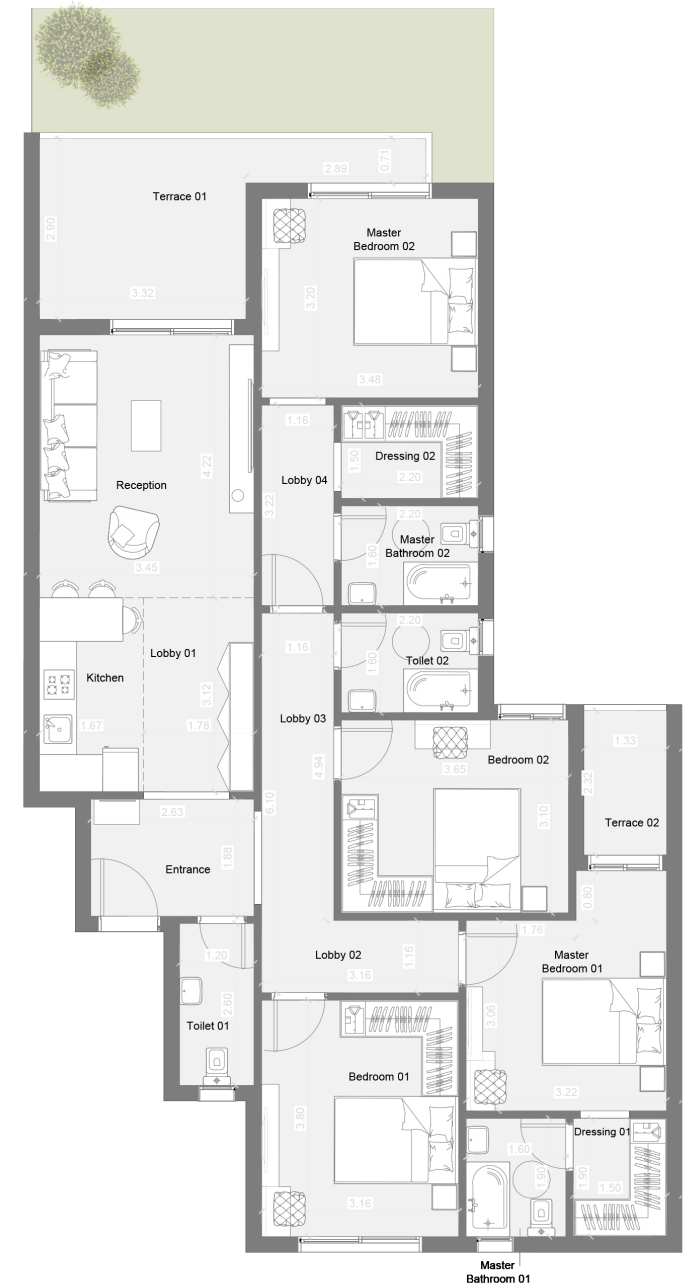 2.89
0.71
Terrace 01
2.90
3.32
Master
Bedroom 02
3.20
3.48
1.16
Lobby 04
3.22
Dressing 02
1.50
2.20
Reception
4.22
3.45
2.20
Master
Bathroom 02
1.60
1.16
2.20
Toilet 02
1.60
Lobby 01
Kitchen
3.12
1.67
1.78
Lobby 03
4.94
6.10
Bedroom 02
3.65
3.10
1.33
2.32
Terrace 02
2.63
1.88
Entrance
0.80
1.76
Lobby 02
1.16
3.16
Master
Bedroom 01
3.06
3.22
1.20
2.60
Toilet 01
Bedroom 01
3.80
3.16
Dressing 01
1.60
1.90
1.90
1.50
Master
Bathroom 01